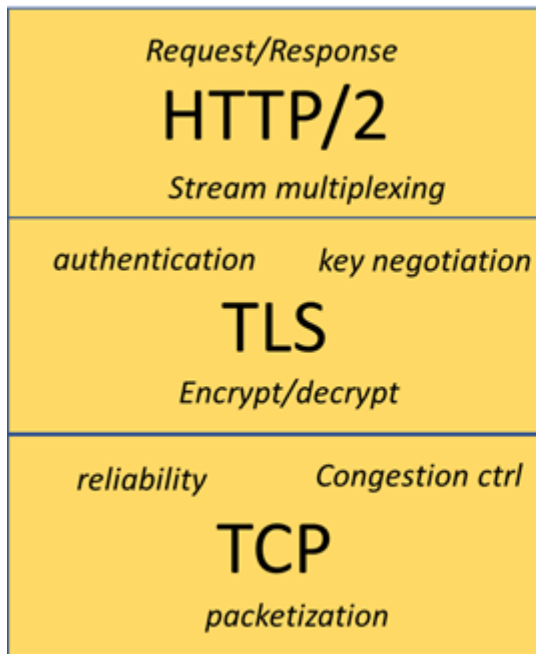 Request/Response
HTTP/2
Stream multiplexing
authentication key negotiation
TLS
Encrypt/decrypt
reliability Congestion ctrl
TCP
packetization